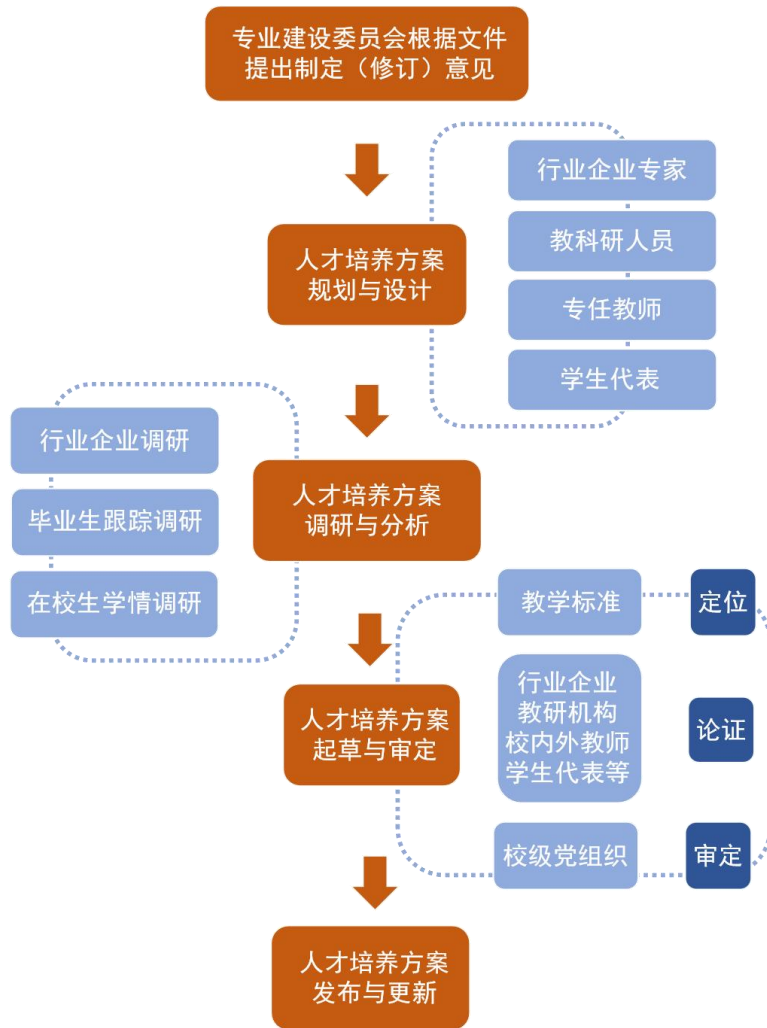 专业建设委员会根据文件
提出制定（修订）意见
行业企业专家
教科研人员
人才培养方案
规划与设计
专任教师
学生代表
行业企业调研
毕业生跟踪调研
在校生学情调研
人才培养方案
调研与分析
教学标准
定位
行业企业
教研机构
校内外教师
学生代表等
论证
人才培养方案
起草与审定
校级党组织
审定
人才培养方案
发布与更新